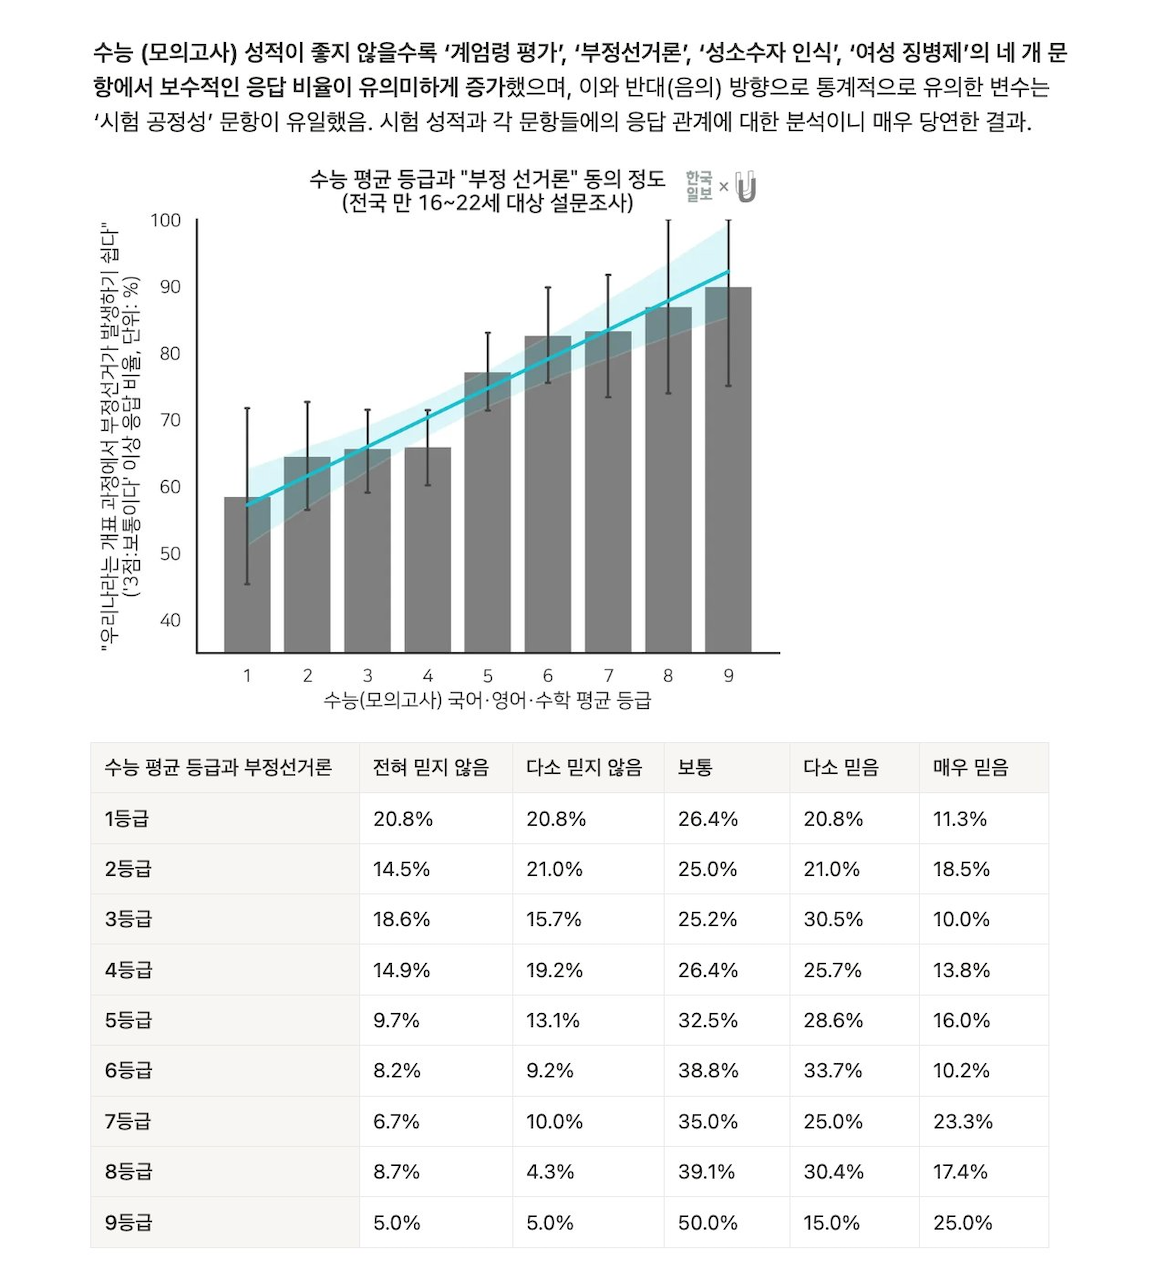 수능 (모의고사) 성적이 좋지 않을수록 ‘계엄령 평가’, ‘부정선거론’, ‘성소수자 인식’, ‘여성 징병제’의 네 개 문
항에서 보수적인 응답 비율이 유의미하게 증가했으며, 이와 반대(음의) 방향으로 통계적으로 유의한 변수는
‘시험 공정성’ 문항이 유일했음. 시험 성적과 각 문항들에의 응답 관계에 대한 분석이니 매우 당연한 결과.
수능 평균 등급과 "부정 선거론" 동의 정도
(전국 만 16~22세 대상 설문조사)
한국
일보 × U
"우리나라는 개표 과정에서 부정선거가 발생하기 쉽다"
('3점:보통이다' 이상 응답 비율, 단위: %)
100
90
80
70
60
50
40
1 2 3 4 5 6 7 8 9
수능(모의고사) 국어·영어·수학 평균 등급
수능 평균 등급과 부정선거론 전혀 믿지 않음 다소 믿지 않음 보통 다소 믿음 매우 믿음
1등급 20.8% 20.8% 26.4% 20.8% 11.3%
2등급 14.5% 21.0% 25.0% 21.0% 18.5%
3등급 18.6% 15.7% 25.2% 30.5% 10.0%
4등급 14.9% 19.2% 26.4% 25.7% 13.8%
5등급 9.7% 13.1% 32.5% 28.6% 16.0%
6등급 8.2% 9.2% 38.8% 33.7% 10.2%
7등급 6.7% 10.0% 35.0% 25.0% 23.3%
8등급 8.7% 4.3% 39.1% 30.4% 17.4%
9등급 5.0% 5.0% 50.0% 15.0% 25.0%